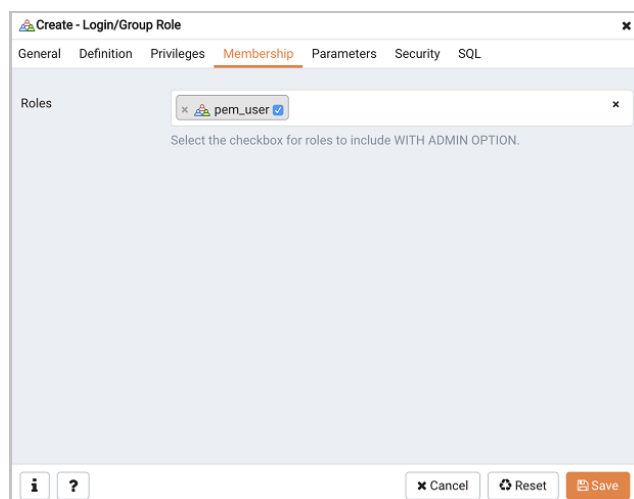 Create - Login/Group Role
General Definition Privileges Membership Parameters Security SQL
Roles
pem_user
Select the checkbox for roles to include WITH ADMIN OPTION.
i ? Cancel Reset Save